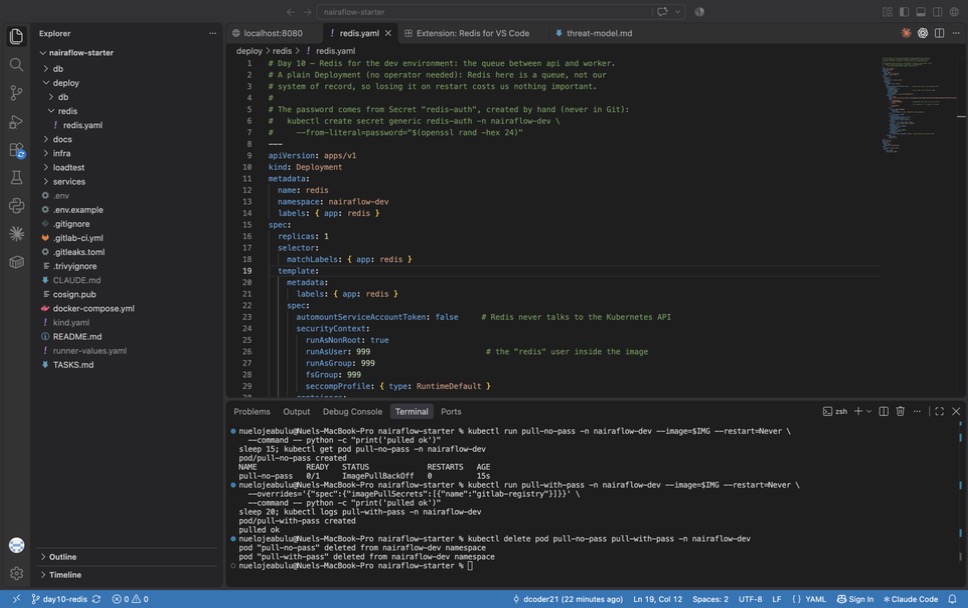 nairaflow-starter
Explorer
localhost:8080
! redis.yaml
Extension: Redis for VS Code
threat-model.md
nairaflow-starter
deploy > redis > ! redis.yaml
db
deploy
db
redis
! redis.yaml
docs
infra
loadtest
services
.env
.env.example
.gitignore
.gitlab-ci.yml
.gitleaks.toml
.trivyignore
CLAUDE.md
cosign.pub
docker-compose.yml
! kind.yaml
README.md
! runner-values.yaml
TASKS.md
Outline
Timeline
1 # Day 10 — Redis for the dev environment: the queue between api and worker.
2 # A plain Deployment (no operator needed): Redis here is a queue, not our
3 # system of record, so losing it on restart costs us nothing important.
4 #
5 # The password comes from Secret "redis-auth", created by hand (never in Git):
6 #   kubectl create secret generic redis-auth -n nairaflow-dev \
7 #     --from-literal=password="$(openssl rand -hex 24)"
8 ---
9 apiVersion: apps/v1
10 kind: Deployment
11 metadata:
12   name: redis
13   namespace: nairaflow-dev
14   labels: { app: redis }
15 spec:
16   replicas: 1
17   selector:
18     matchLabels: { app: redis }
19   template:
20     metadata:
21       labels: { app: redis }
22     spec:
23       automountServiceAccountToken: false     # Redis never talks to the Kubernetes API
24       securityContext:
25         runAsNonRoot: true
26         runAsUser: 999                        # the "redis" user inside the image
27         runAsGroup: 999
28         fsGroup: 999
29         seccompProfile: { type: RuntimeDefault }
Problems Output Debug Console Terminal Ports
zsh
nuelojeabulu@Nuels-MacBook-Pro nairaflow-starter % kubectl run pull-no-pass -n nairaflow-dev --image=$IMG --restart=Never \
--command -- python -c "print('pulled ok')"
sleep 15; kubectl get pod pull-no-pass -n nairaflow-dev
pod/pull-no-pass created
NAME READY STATUS RESTARTS AGE
pull-no-pass 0/1 ImagePullBackOff 0 15s
nuelojeabulu@Nuels-MacBook-Pro nairaflow-starter % kubectl run pull-with-pass -n nairaflow-dev --image=$IMG --restart=Never \
--overrides='{"spec":{"imagePullSecrets":[{"name":"gitlab-registry"}]}}' \
--command -- python -c "print('pulled ok')"
sleep 20; kubectl logs pull-with-pass -n nairaflow-dev
pod/pull-with-pass created
pulled ok
nuelojeabulu@Nuels-MacBook-Pro nairaflow-starter % kubectl delete pod pull-no-pass pull-with-pass -n nairaflow-dev
pod "pull-no-pass" deleted from nairaflow-dev namespace
pod "pull-with-pass" deleted from nairaflow-dev namespace
nuelojeabulu@Nuels-MacBook-Pro nairaflow-starter %
day10-redis 0 0 dcoder21 (22 minutes ago) Ln 19, Col 12 Spaces: 2 UTF-8 LF { } YAML Sign In Claude Code